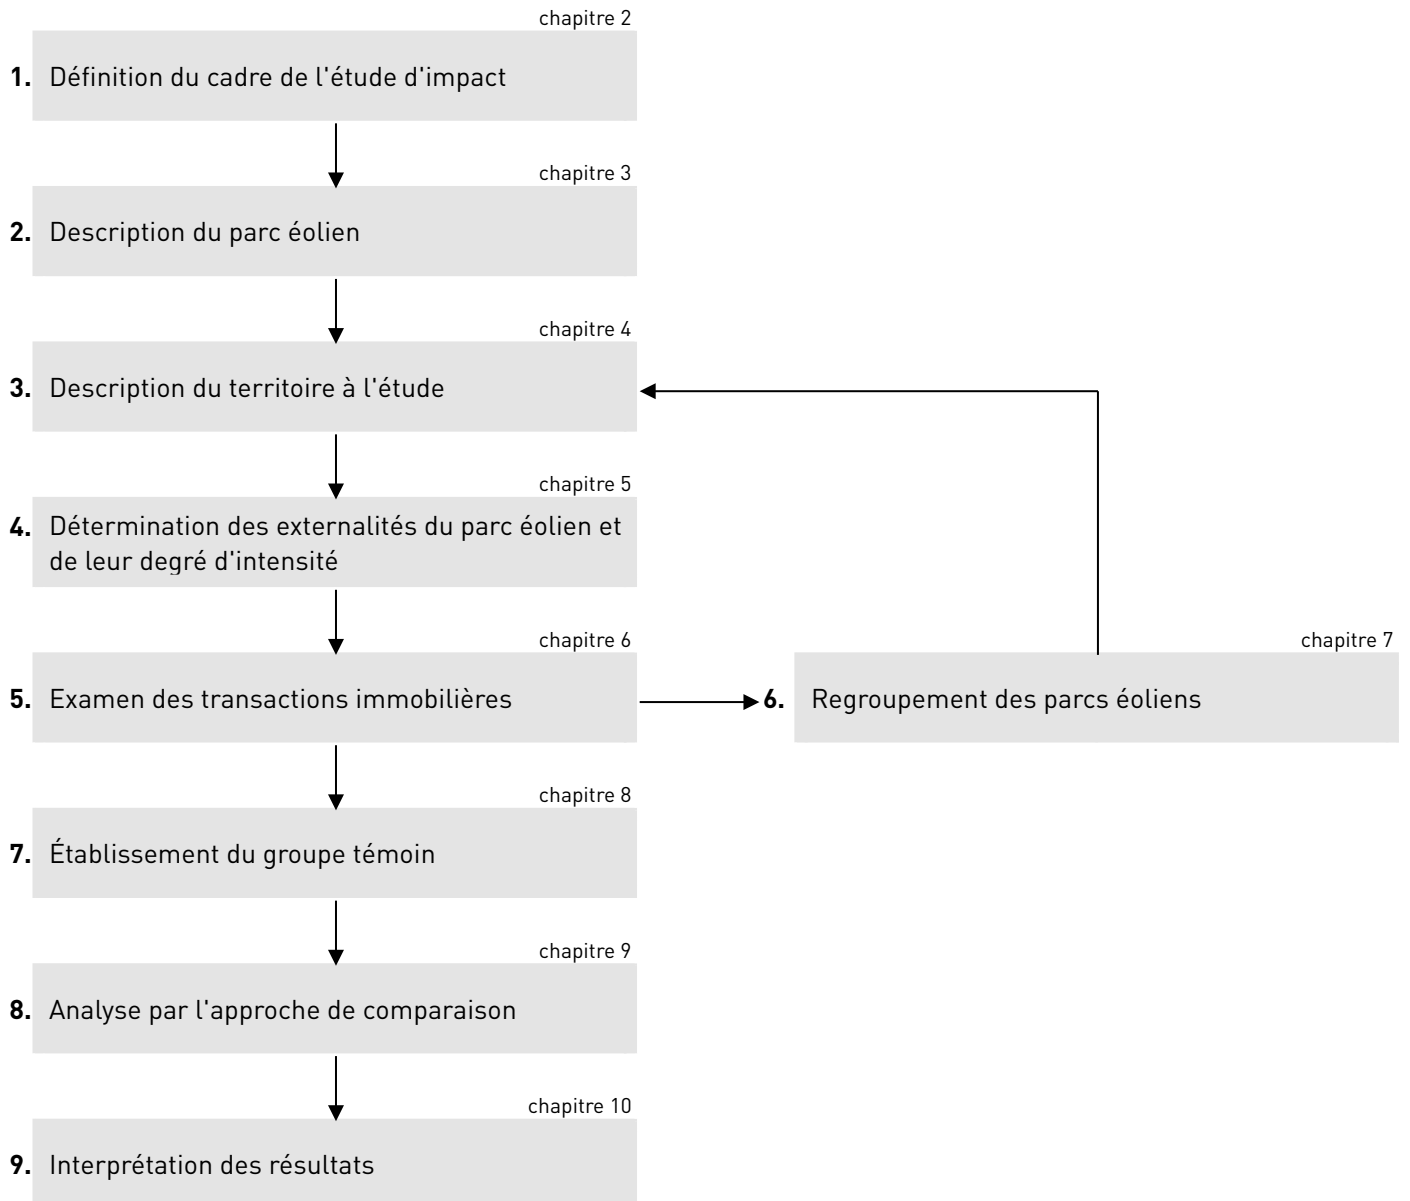 chapitre 2
1. Définition du cadre de l'étude d'impact
chapitre 3
2. Description du parc éolien
chapitre 4
3. Description du territoire à l'étude
chapitre 5
4. Détermination des externalités du parc éolien et
de leur degré d'intensité
chapitre 6
5. Examen des transactions immobilières
chapitre 7
6. Regroupement des parcs éoliens
chapitre 8
7. Établissement du groupe témoin
chapitre 9
8. Analyse par l'approche de comparaison
chapitre 10
9. Interprétation des résultats